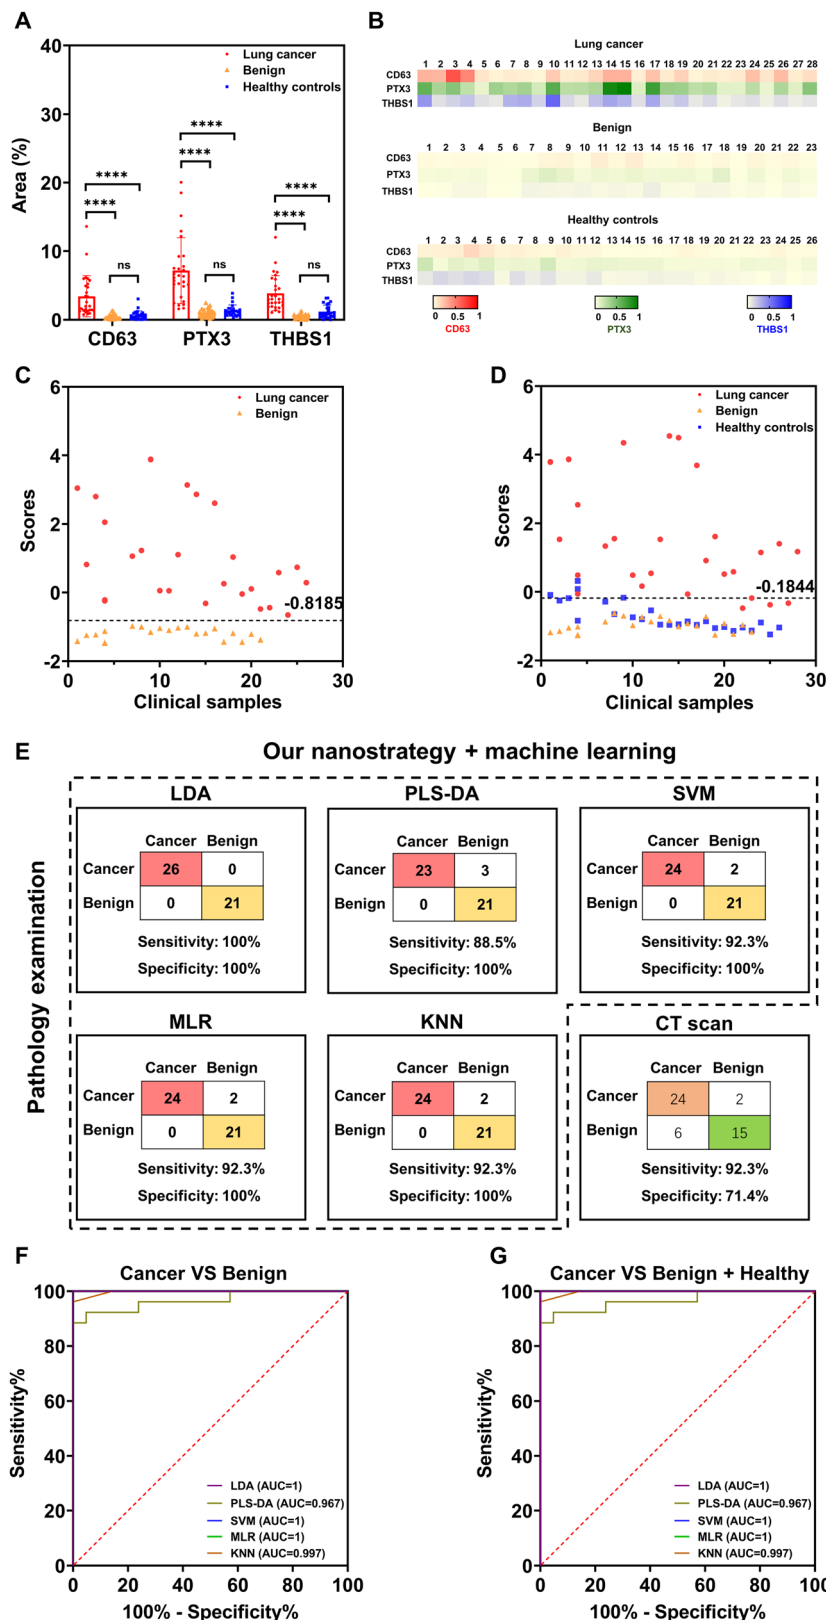 A
Lung cancer
Benign
Healthy controls
Area (%)
40
30
20
10
0
****
****
ns
****
****
ns
****
****
ns
CD63 PTX3 THBS1
B
Lung cancer
1 2 3 4 5 6 7 8 9 10 11 12 13 14 15 16 17 18 19 20 21 22 23 24 25 26 27 28
CD63
PTX3
THBS1
Benign
1 2 3 4 5 6 7 8 9 10 11 12 13 14 15 16 17 18 19 20 21 22 23
CD63
PTX3
THBS1
Healthy controls
1 2 3 4 5 6 7 8 9 10 11 12 13 14 15 16 17 18 19 20 21 22 23 24 25 26
CD63
PTX3
THBS1
0 0.5 1
CD63
0 0.5 1
PTX3
0 0.5 1
THBS1
C
Lung cancer
Benign
Scores
6
4
2
0
-2
-0.8185
0 10 20 30
Clinical samples
D
Lung cancer
Benign
Healthy controls
Scores
6
4
2
0
-2
-0.1844
0 10 20 30
Clinical samples
E
Our nanostrategy + machine learning
Pathology examination
LDA
Cancer Benign
Cancer 26 0
Benign 0 21
Sensitivity: 100%
Specificity: 100%
PLS-DA
Cancer Benign
Cancer 23 3
Benign 0 21
Sensitivity: 88.5%
Specificity: 100%
SVM
Cancer Benign
Cancer 24 2
Benign 0 21
Sensitivity: 92.3%
Specificity: 100%
MLR
Cancer Benign
Cancer 24 2
Benign 0 21
Sensitivity: 92.3%
Specificity: 100%
KNN
Cancer Benign
Cancer 24 2
Benign 0 21
Sensitivity: 92.3%
Specificity: 100%
CT scan
Cancer Benign
Cancer 24 2
Benign 6 15
Sensitivity: 92.3%
Specificity: 71.4%
F
Cancer VS Benign
Sensitivity%
100
80
60
40
20
0
LDA (AUC=1)
PLS-DA (AUC=0.967)
SVM (AUC=1)
MLR (AUC=1)
KNN (AUC=0.997)
0 20 40 60 80 100
100% - Specificity%
G
Cancer VS Benign + Healthy
Sensitivity%
100
80
60
40
20
0
LDA (AUC=1)
PLS-DA (AUC=0.967)
SVM (AUC=1)
MLR (AUC=1)
KNN (AUC=0.997)
0 20 40 60 80 100
100% - Specificity%